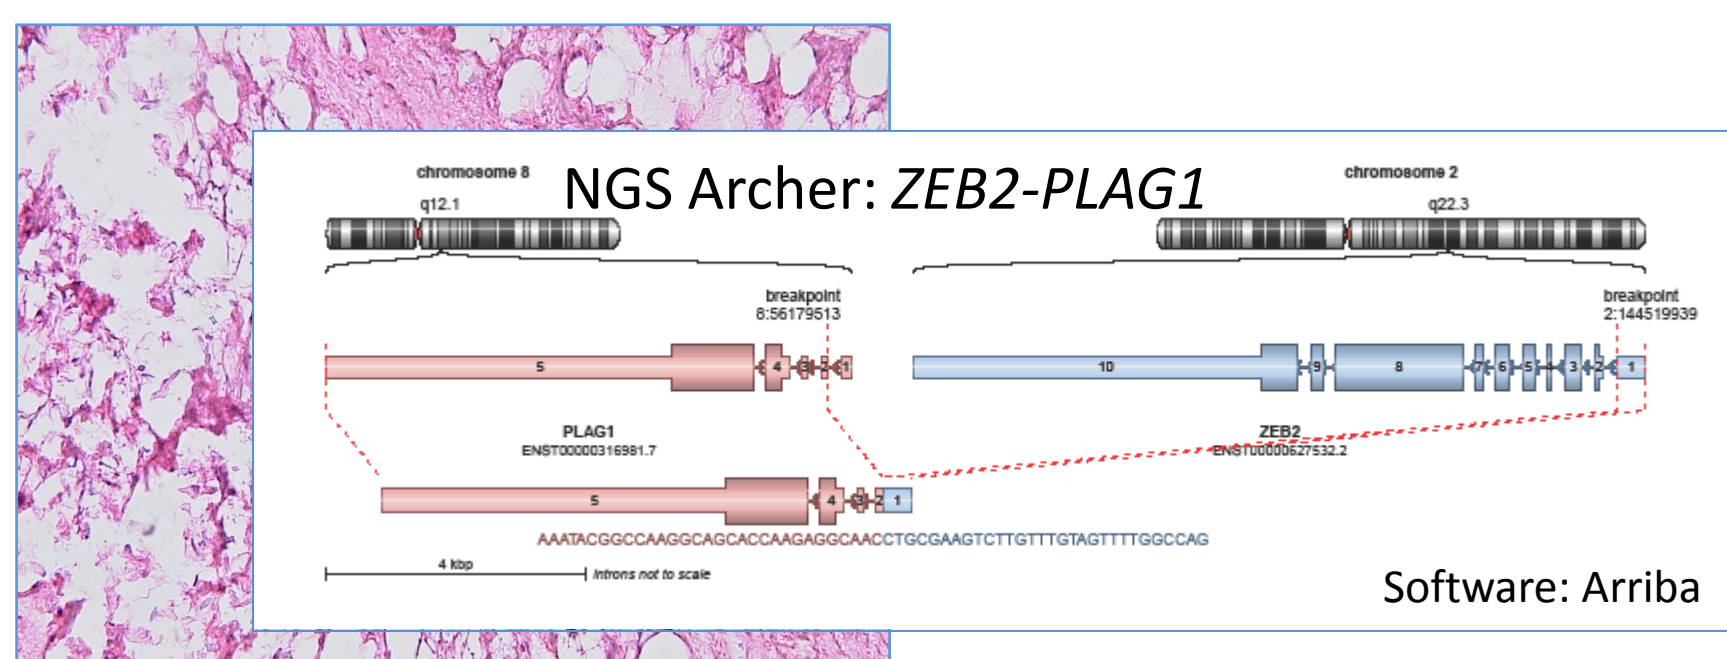 NGS Archer: ZEB2-PLAG1
chromosome 8
chromosome 2
q12.1
q22.3
breakpoint
8:56179513
breakpoint
2:144519939
5 4 3 2 1
10 9 8 7 6 5 4 3 2 1
PLAG1
ENST00000316981.7
ZEB2
ENST00000627532.2
5 4 3 2 1
AAATACGGCCAAGGCAGCACCAAGAGGCAACCTGCGAAGTCTTGTTTGTAGTTTTGGCCAG
4 kbp
introns not to scale
Software: Arriba